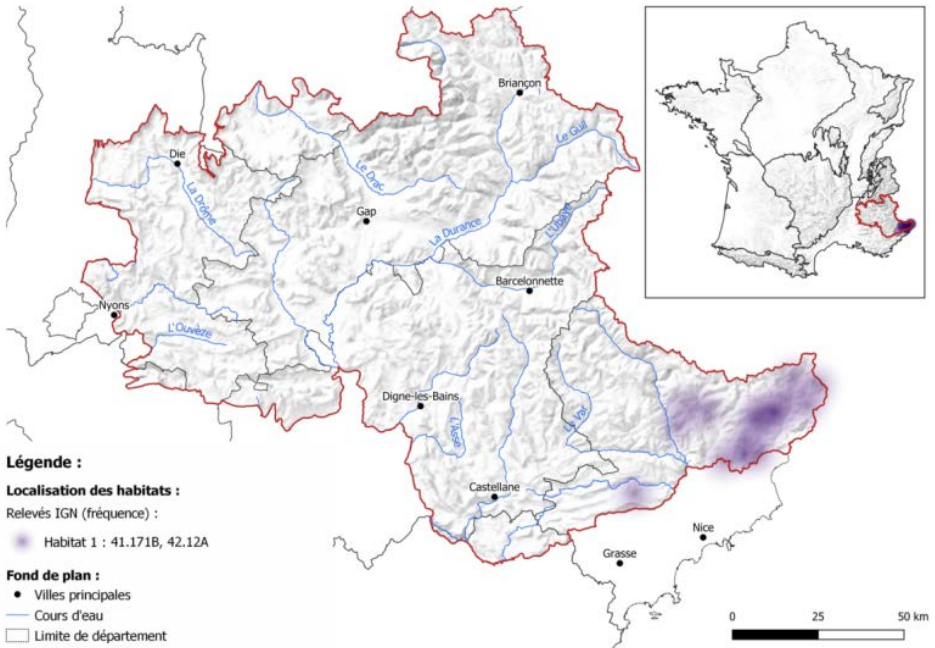 Briançon
Le Guil
Die
Le Drac
La Drôme
Gap
La Durance
L'Ubaye
Barcelonnette
Nyons
L'Ouvèze
Digne-les-Bains
L'Asse
Le Var
Castellane
Nice
Grasse
Légende :
Localisation des habitats :
Relevés IGN (fréquence) :
Habitat 1 : 41.171B, 42.12A
Fond de plan :
Villes principales
Cours d'eau
Limite de département
0 25 50 km